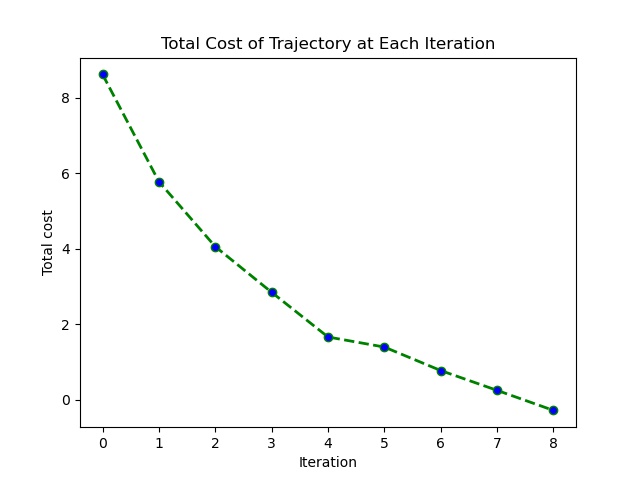 Total Cost of Trajectory at Each Iteration
8
6
4
2
0
Total cost
0 1 2 3 4 5 6 7 8
Iteration